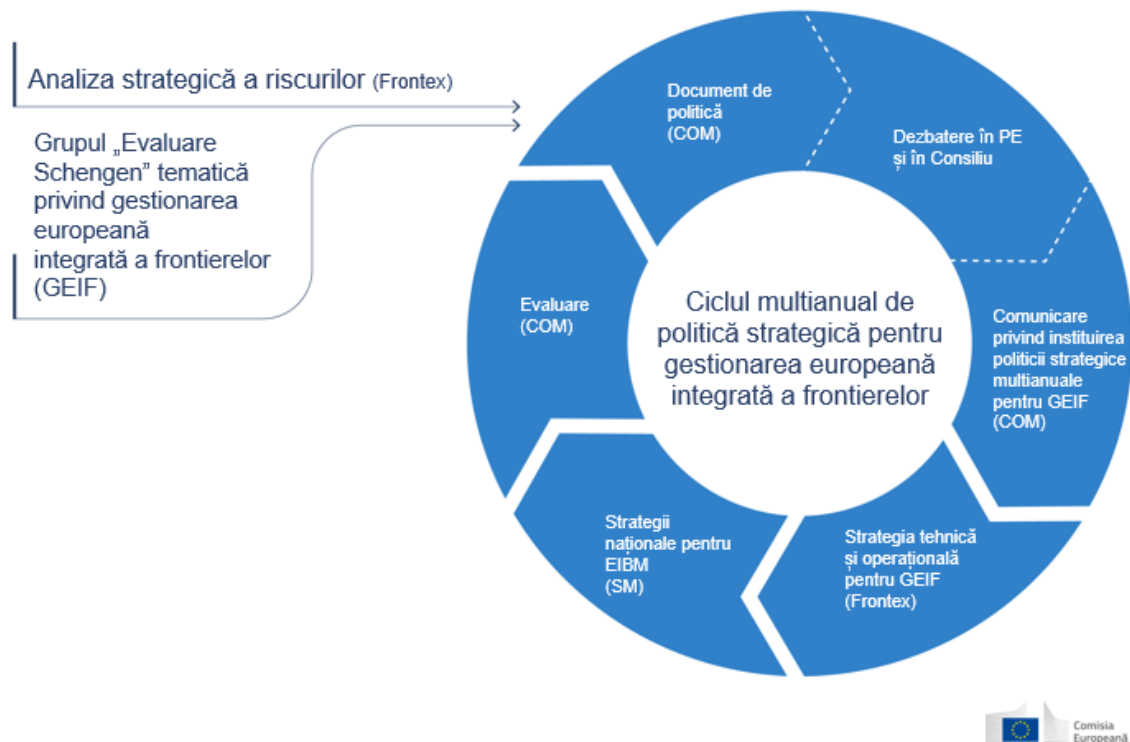 Analiza strategică a riscurilor (Frontex)
Grupul „Evaluare
Schengen” tematică
privind gestionarea
europeană
integrată a frontierelor
(GEIF)
Document de
politică
(COM)
Dezbatere în PE
și în Consiliu
Comunicare
privind instituirea
politicii strategice
multianuale
pentru GEIF
(COM)
Strategia tehnică
și operațională
pentru GEIF
(Frontex)
Strategii
naționale pentru
EIBM
(SM)
Evaluare
(COM)
Ciclul multianual de
politică strategică pentru
gestionarea europeană
integrată a frontierelor
Comisia
Europeană